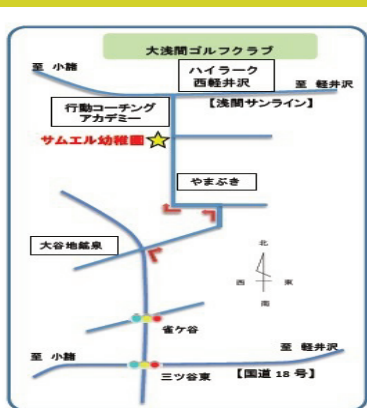 大浅間ゴルフクラブ
至 小諸
ハイラーク
西軽井沢
至 軽井沢
【浅間サンライン】
行動コーチング
アカデミー
サムエル幼稚園
やまぶき
大谷地鉱泉
北
西
東
南
雀ケ谷
至 小諸
至 軽井沢
三ツ谷東
【国道 18 号】